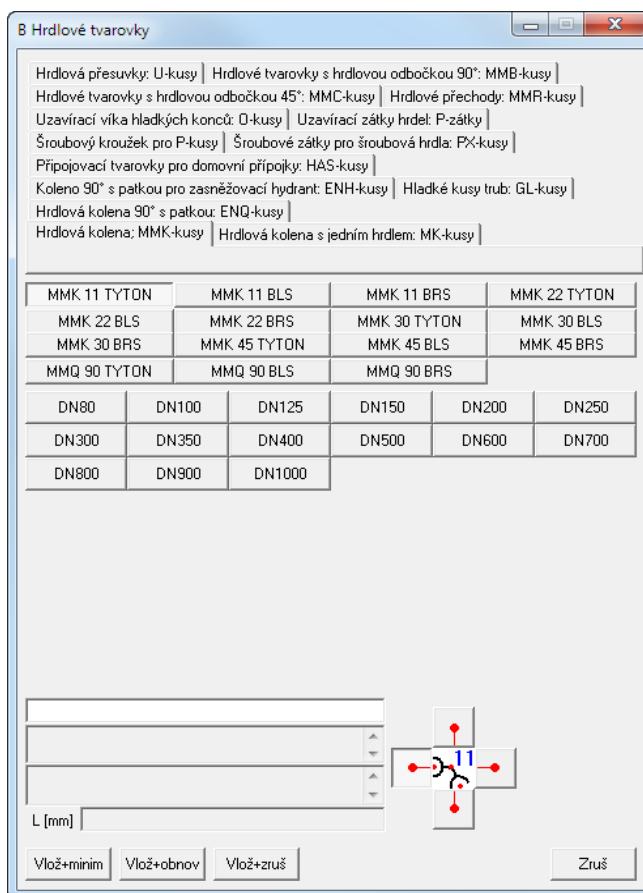 B Hrdlové tvarovky
Hrdlová přesuvky: U-kusy Hrdlové tvarovky s hrdlovou odbočkou 90°: MMB-kusy
Hrdlové tvarovky s hrdlovou odbočkou 45°: MMC-kusy Hrdlové přechody: MMR-kusy
Uzavírací víka hladkých konců: O-kusy Uzavírací zátky hrdel: P-zátky
Šroubový kroužek pro P-kusy Šroubové zátky pro šroubová hrdla: PX-kusy
Připojovací tvarovky pro domovní přípojky: HAS-kusy
Koleno 90° s patkou pro zasněžovací hydrant: ENH-kusy Hladké kusy trub: GL-kusy
Hrdlová kolena 90° s patkou: ENQ-kusy
Hrdlová kolena; MMK-kusy Hrdlová kolena s jedním hrdlem: MK-kusy
MMK 11 TYTON MMK 11 BLS MMK 11 BRS MMK 22 TYTON
MMK 22 BLS MMK 22 BRS MMK 30 TYTON MMK 30 BLS
MMK 30 BRS MMK 45 TYTON MMK 45 BLS MMK 45 BRS
MMQ 90 TYTON MMQ 90 BLS MMQ 90 BRS
DN80 DN100 DN125 DN150 DN200 DN250
DN300 DN350 DN400 DN500 DN600 DN700
DN800 DN900 DN1000
11
L [mm]
Vlož+minim Vlož+obnov Vlož+zruš Zruš